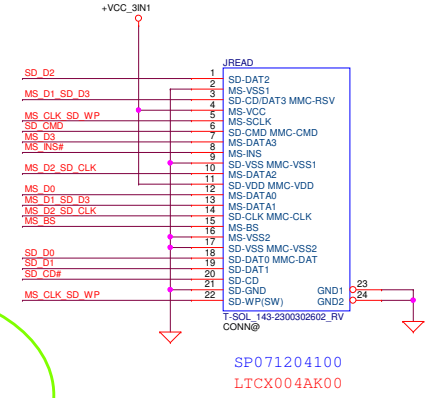 +VCC_3IN1
JREAD
SD_D2 1 SD-DAT2
2 MS-VSS1
MS_D1_SD_D3 3 SD-CD/DAT3 MMC-RSV
4 MS-VCC
MS_CLK_SD_WP 5 MS-SCLK
SD_CMD 6 SD-CMD MMC-CMD
MS_D3 7 MS-DATA3
MS_INS# 8 MS-INS
9 SD-VSS MMC-VSS1
MS_D2_SD_CLK 10 MS-DATA2
11 SD-VDD MMC-VDD
MS_D0 12 MS-DATA0
MS_D1_SD_D3 13 MS-DATA1
MS_D2_SD_CLK 14 SD-CLK MMC-CLK
MS_BS 15 MS-BS
16 MS-VSS2
17 SD-VSS MMC-VSS2
SD_D0 18 SD-DAT0 MMC-DAT
SD_D1 19 SD-DAT1
SD_CD# 20 SD-CD
21 SD-GND GND1 23
MS_CLK_SD_WP 22 SD-WP(SW) GND2 24
T-SOL_143-2300302602_RV
CONN@
SP071204100
LTCX004AK00